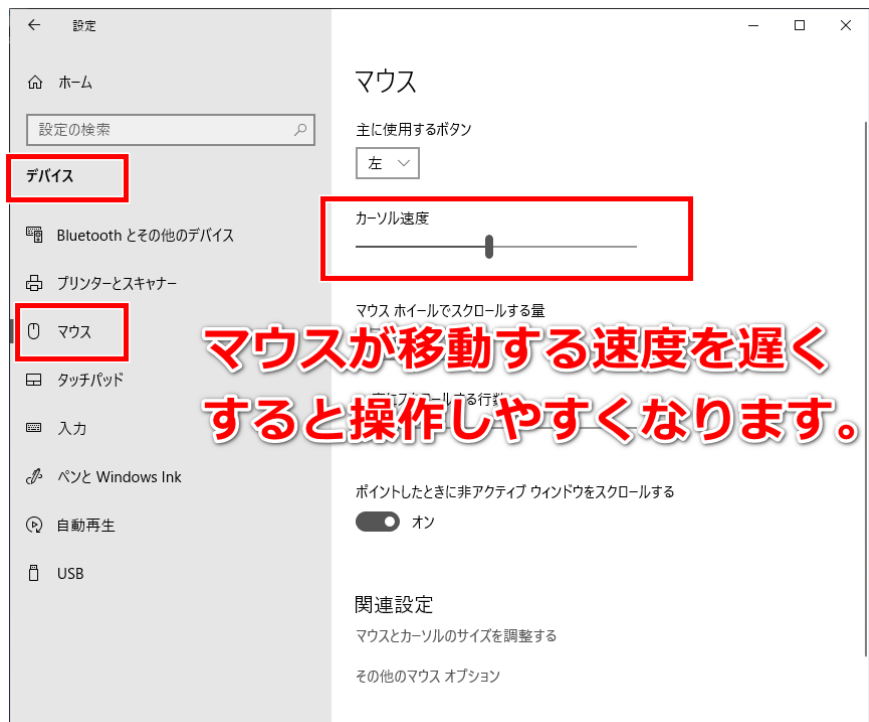 設定
ホーム
設定の検索
デバイス
Bluetooth とその他のデバイス
プリンターとスキャナー
マウス
タッチパッド
入力
ペンと Windows Ink
自動再生
USB
マウス
主に使用するボタン
左
カーソル速度
マウス ホイールでスクロールする量
マウスが移動する速度を遅く
すると操作しやすくなります。
ポイントしたときに非アクティブ ウィンドウをスクロールする
オン
関連設定
マウスとカーソルのサイズを調整する
その他のマウス オプション